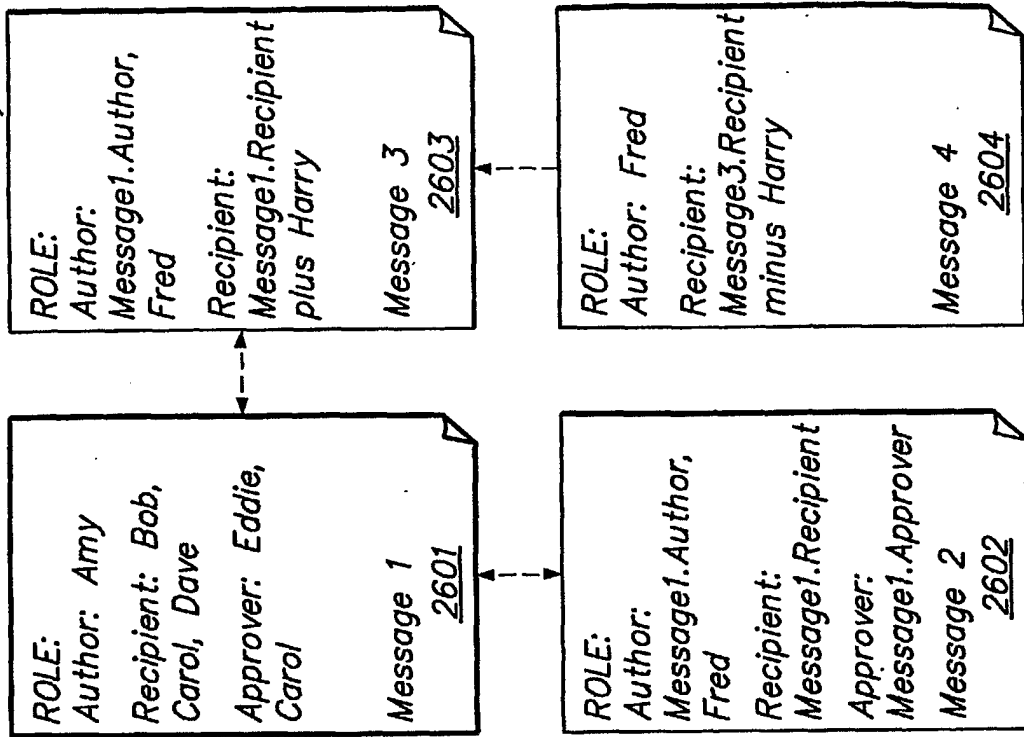 ROLE:
Author: Amy
Recipient: Bob,
Carol, Dave
Approver: Eddie,
Carol
Message 1
2601
ROLE:
Author:
Message1.Author,
Fred
Recipient:
Message1.Recipient
Approver:
Message1.Approver
Message 2
2602
ROLE:
Author:
Message1.Author,
Fred
Recipient:
Message1.Recipient
plus Harry
Message 3
2603
ROLE:
Author: Fred
Recipient:
Message3.Recipient
minus Harry
Message 4
2604